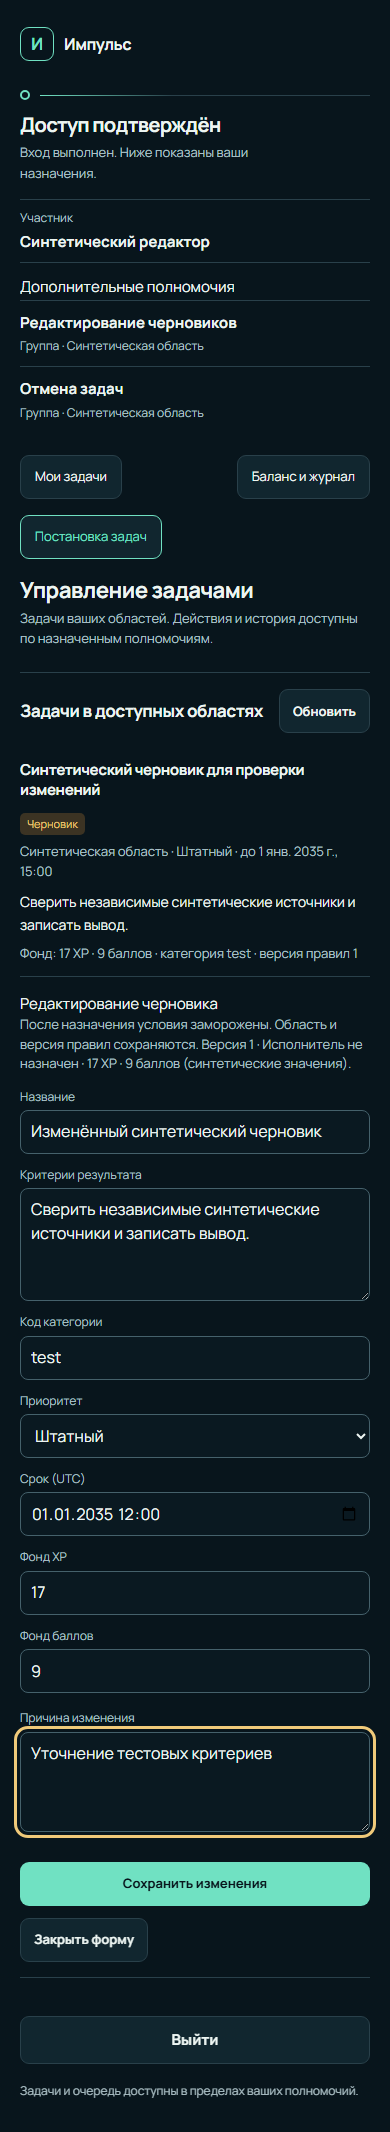 И Импульс
Доступ подтверждён
Вход выполнен. Ниже показаны ваши
назначения.
Участник
Синтетический редактор
Дополнительные полномочия
Редактирование черновиков
Группа · Синтетическая область
Отмена задач
Группа · Синтетическая область
Мои задачи
Баланс и журнал
Постановка задач
Управление задачами
Задачи ваших областей. Действия и история доступны
по назначенным полномочиям.
Задачи в доступных областях
Обновить
Синтетический черновик для проверки
изменений
Черновик
Синтетическая область · Штатный · до 1 янв. 2035 г.,
15:00
Сверить независимые синтетические источники и
записать вывод.
Фонд: 17 XP · 9 баллов · категория test · версия правил 1
Редактирование черновика
После назначения условия заморожены. Область и
версия правил сохраняются. Версия 1 · Исполнитель не
назначен · 17 XP · 9 баллов (синтетические значения).
Название
Изменённый синтетический черновик
Критерии результата
Сверить независимые синтетические
источники и записать вывод.
Код категории
test
Приоритет
Штатный
Срок (UTC)
01.01.2035 12:00
Фонд XP
17
Фонд баллов
9
Причина изменения
Уточнение тестовых критериев
Сохранить изменения
Закрыть форму
Выйти
Задачи и очередь доступны в пределах ваших полномочий.